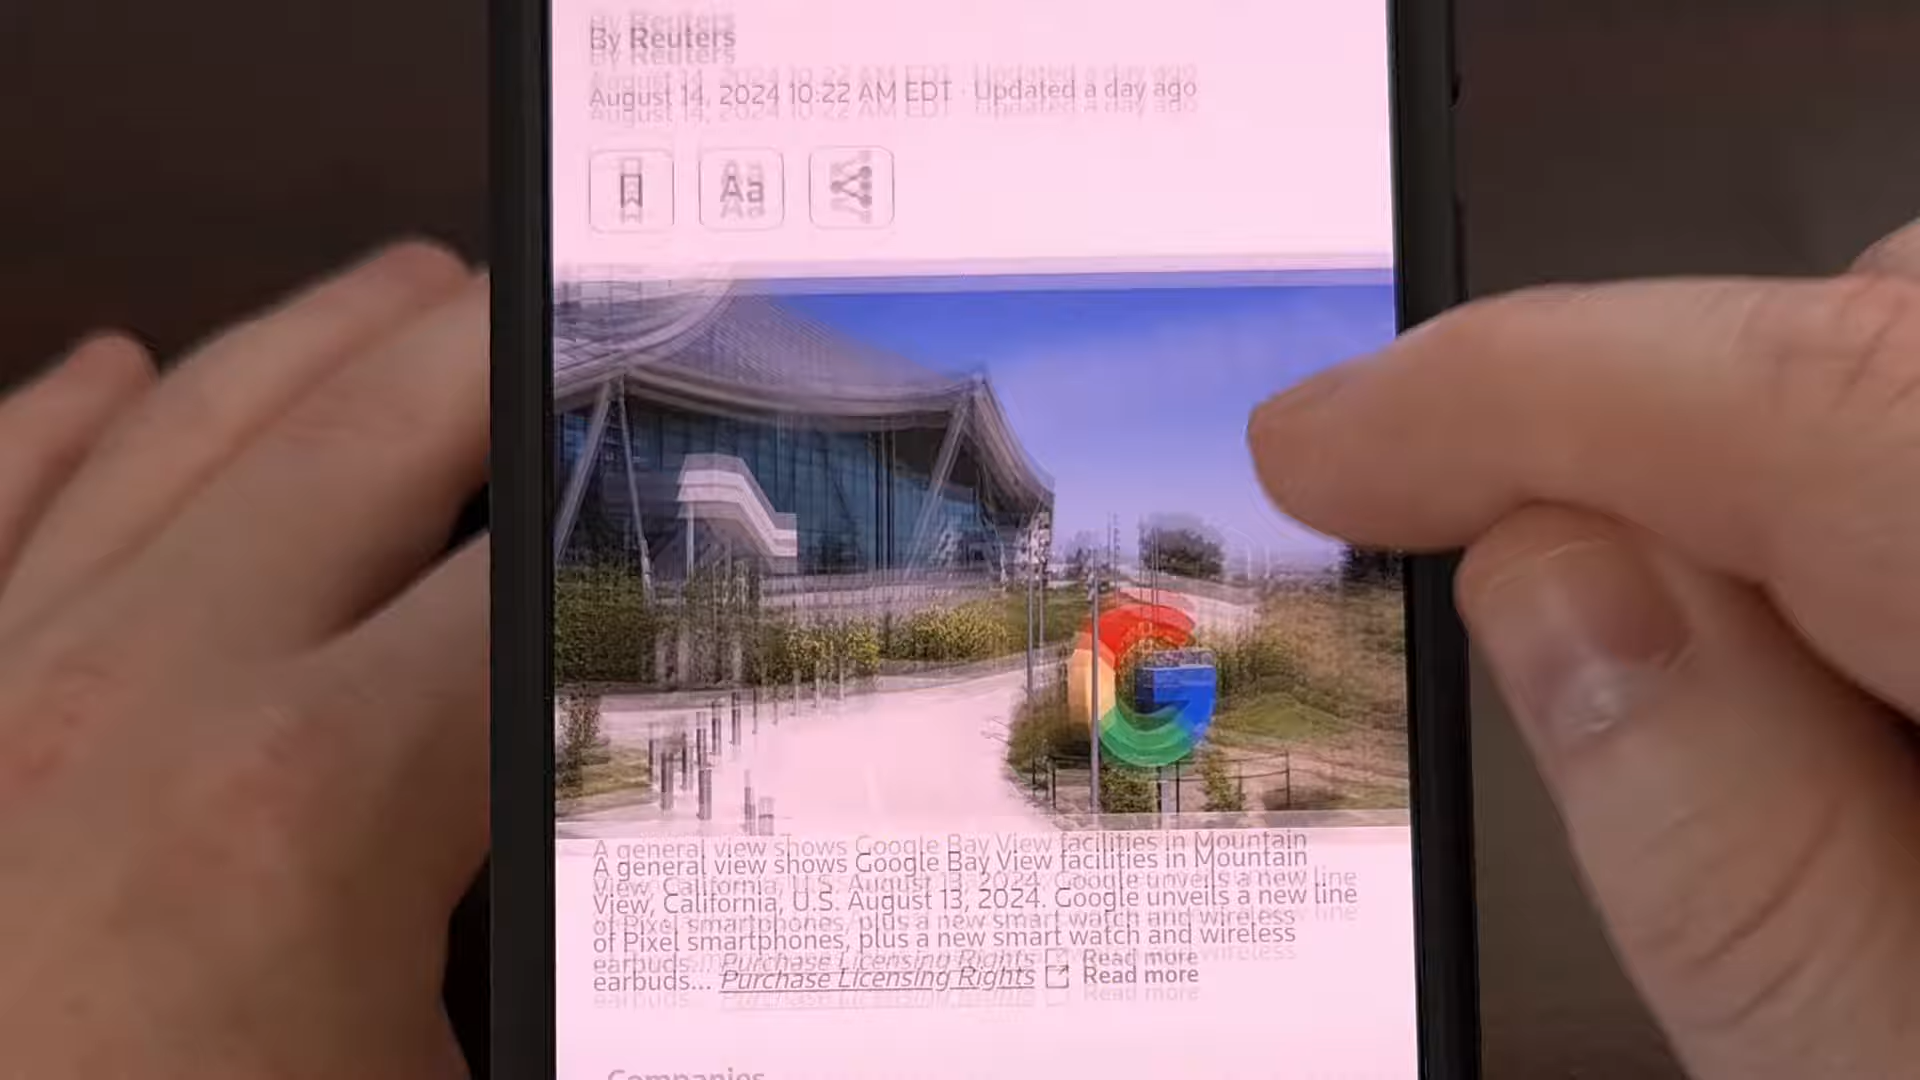 By Reuters
August 14, 2024 10:22 AM EDT · Updated a day ago
Aa
A general view shows Google Bay View facilities in Mountain
View, California, U.S. August 13, 2024. Google unveils a new line
of Pixel smartphones, plus a new smart watch and wireless
earbuds... Purchase Licensing Rights Read more
Companies